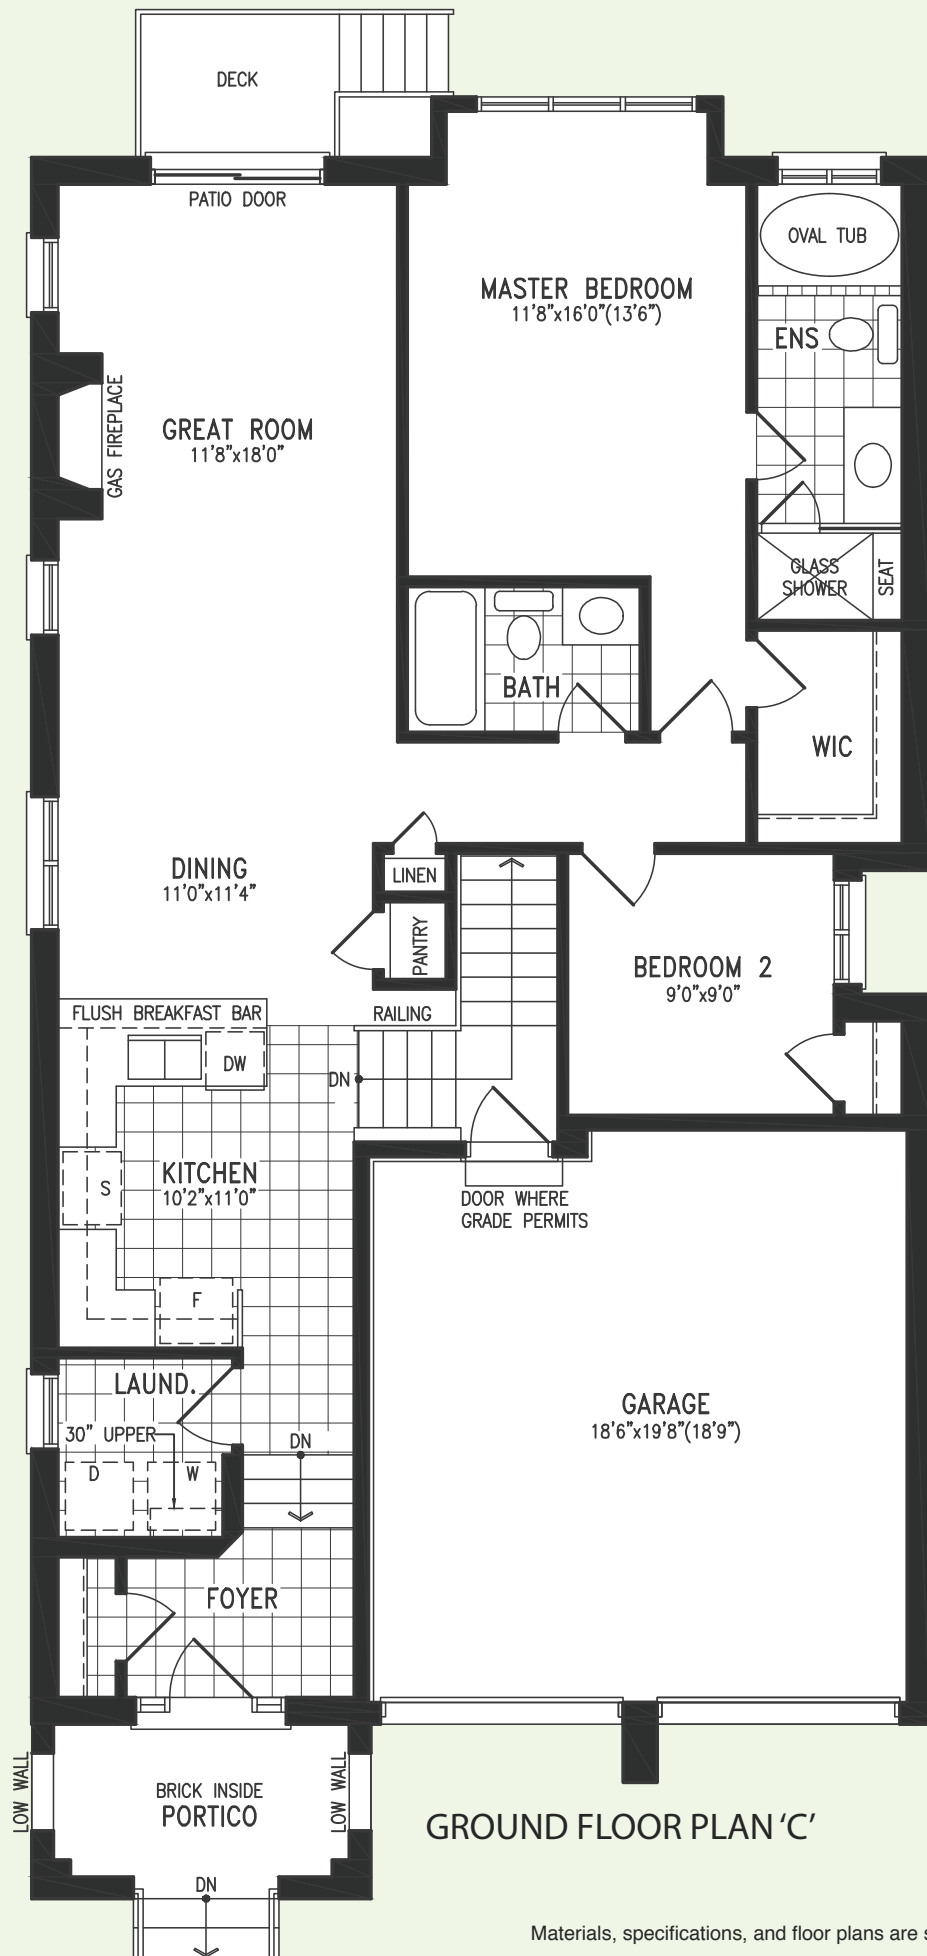 DECK
PATIO DOOR
OVAL TUB
MASTER BEDROOM
11'8"x16'0"(13'6")
ENS
GAS FIREPLACE
GREAT ROOM
11'8"x18'0"
GLASS
SHOWER
SEAT
BATH
WIC
DINING
11'0"x11'4"
LINEN
PANTRY
BEDROOM 2
9'0"x9'0"
FLUSH BREAKFAST BAR
RAILING
DW
DN
S
KITCHEN
10'2"x11'0"
DOOR WHERE
GRADE PERMITS
F
LAUND.
30" UPPER
D
W
DN
GARAGE
18'6"x19'8"(18'9")
FOYER
LOW WALL
BRICK INSIDE
PORTICO
LOW WALL
GROUND FLOOR PLAN ‘C’
DN
Materials, specifications, and floor plans are s